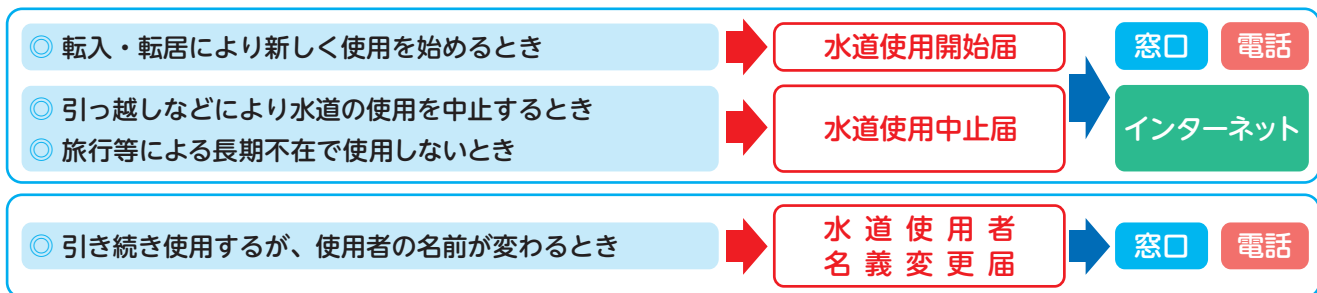 ◎ 転入・転居により新しく使用を始めるとき
水道使用開始届
窓口
電話
◎ 引っ越しなどにより水道の使用を中止するとき
◎ 旅行等による長期不在で使用しないとき
水道使用中止届
インターネット
◎ 引き続き使用するが、使用者の名前が変わるとき
水道使用者
名義変更届
窓口
電話